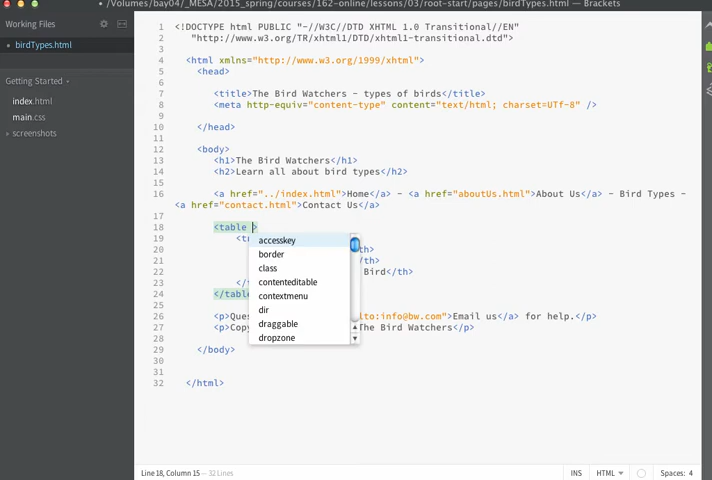 • /Volumes/bay04/_MESA/2015_spring/courses/162-online/lessons/03/root-start/pages/birdTypes.html — Brackets
Working Files
• birdTypes.html
Getting Started
index.html
main.css
screenshots
1 <!DOCTYPE html PUBLIC "-//W3C//DTD XHTML 1.0 Transitional//EN"
2 "http://www.w3.org/TR/xhtml1/DTD/xhtml1-transitional.dtd">
3
4 <html xmlns="http://www.w3.org/1999/xhtml">
5 <head>
6
7 <title>The Bird Watchers - types of birds</title>
8 <meta http-equiv="content-type" content="text/html; charset=UTf-8" />
9
10 </head>
11
12 <body>
13 <h1>The Bird Watchers</h1>
14 <h2>Learn all about bird types</h2>
15
16 <a href="../index.html">Home</a> - <a href="aboutUs.html">About Us</a> - Bird Types -
<a href="contact.html">Contact Us</a>
17
18 <table >
19 <tr
20 th>
21 </th>
22 Bird</th>
23 </t
24 </table
25
26 <p>Ques lto:info@bw.com">Email us</a> for help.</p>
27 <p>Copy The Bird Watchers</p>
28
29 </body>
30
31
32 </html>
accesskey
border
class
contenteditable
contextmenu
dir
draggable
dropzone
Line 18, Column 15 — 32 Lines
INS
HTML
Spaces: 4